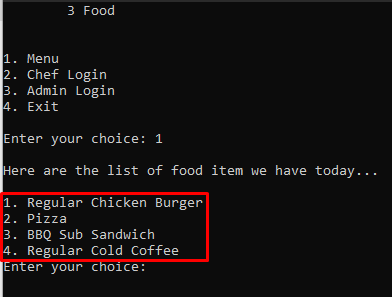 3 Food
1. Menu
2. Chef Login
3. Admin Login
4. Exit
Enter your choice: 1
Here are the list of food item we have today...
1. Regular Chicken Burger
2. Pizza
3. BBQ Sub Sandwich
4. Regular Cold Coffee
Enter your choice: